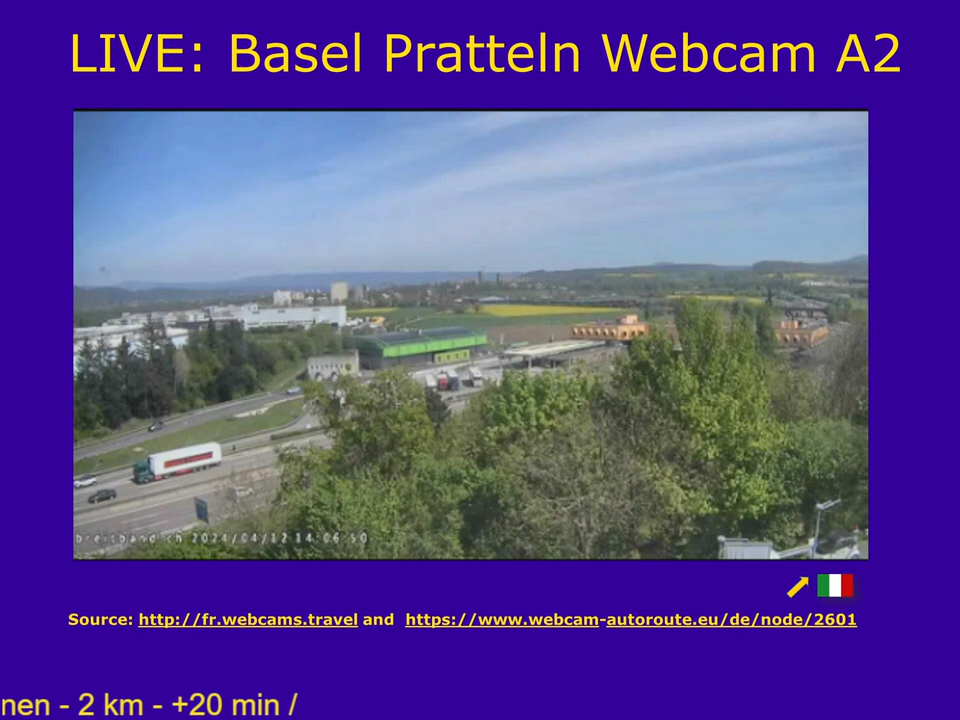 LIVE: Basel Pratteln Webcam A2
breitband.ch 2024/04/12 14:06:50
Source: http://fr.webcams.travel and https://www.webcam-autoroute.eu/de/node/2601
nen - 2 km - +20 min /